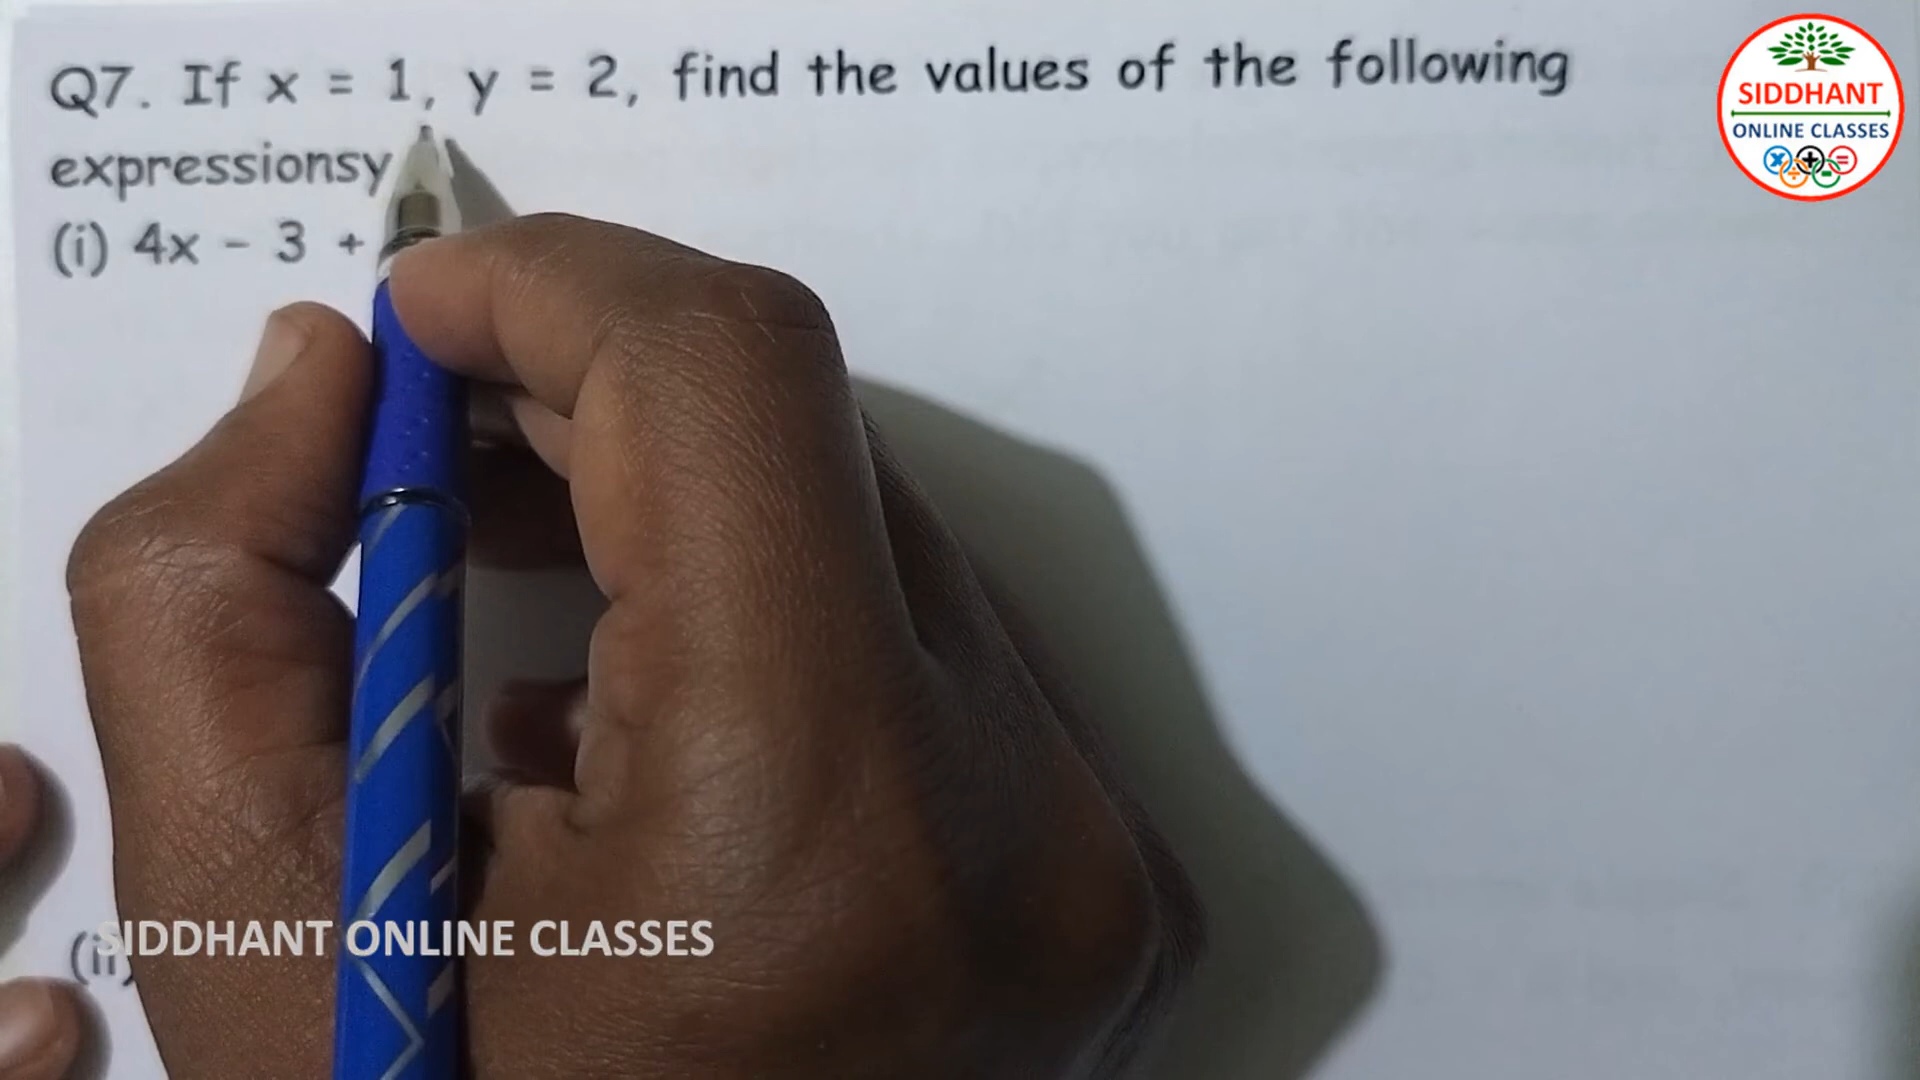 Q7. If x = 1, y = 2, find the values of the following
expressionsy
(i) 4x - 3 +
(ii)
SIDDHANT
ONLINE CLASSES
SIDDHANT ONLINE CLASSES